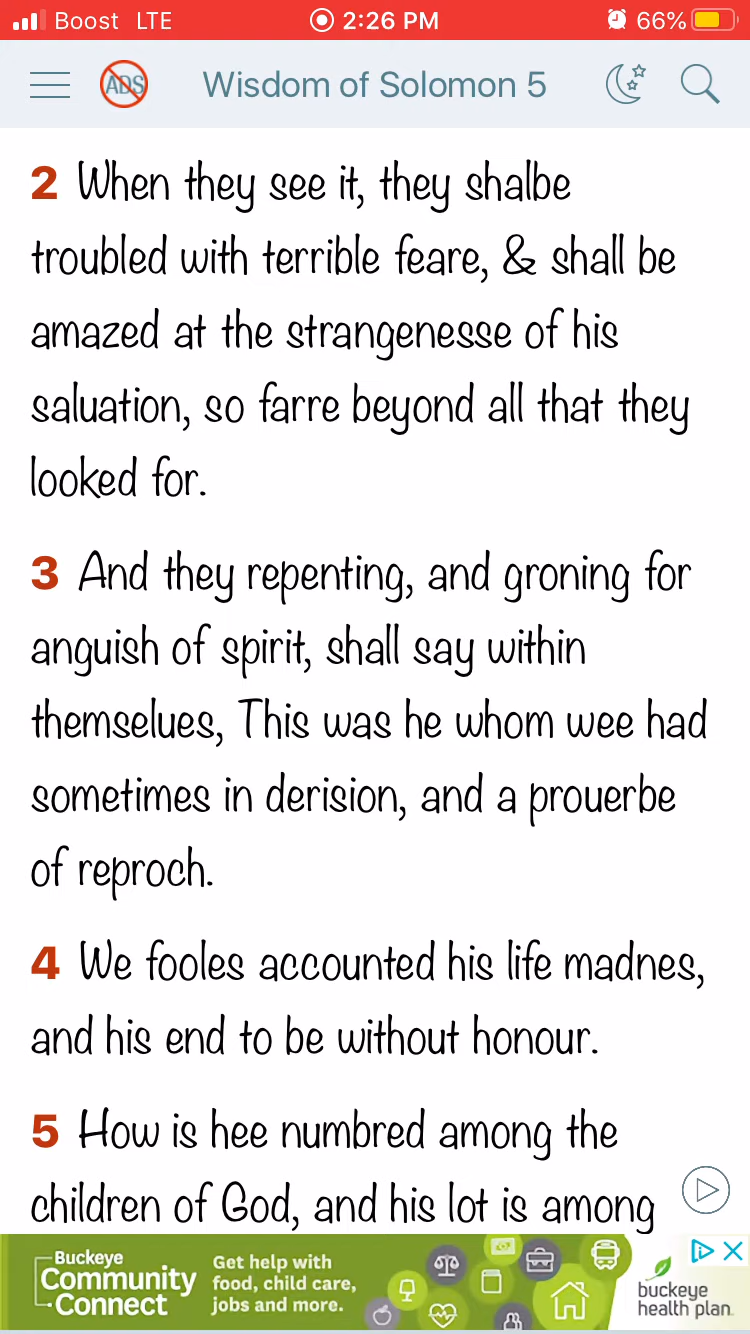 Boost LTE 2:26 PM 66%
ADS Wisdom of Solomon 5
2 When they see it, they shalbe
troubled with terrible feare, & shall be
amazed at the strangenesse of his
saluation, so farre beyond all that they
looked for.
3 And they repenting, and groning for
anguish of spirit, shall say within
themselues, This was he whom wee had
sometimes in derision, and a prouerbe
of reproch.
4 We fooles accounted his life madnes,
and his end to be without honour.
5 How is hee numbred among the
children of God, and his lot is among
Buckeye
Community
Connect
Get help with
food, child care,
jobs and more.
buckeye
health plan.